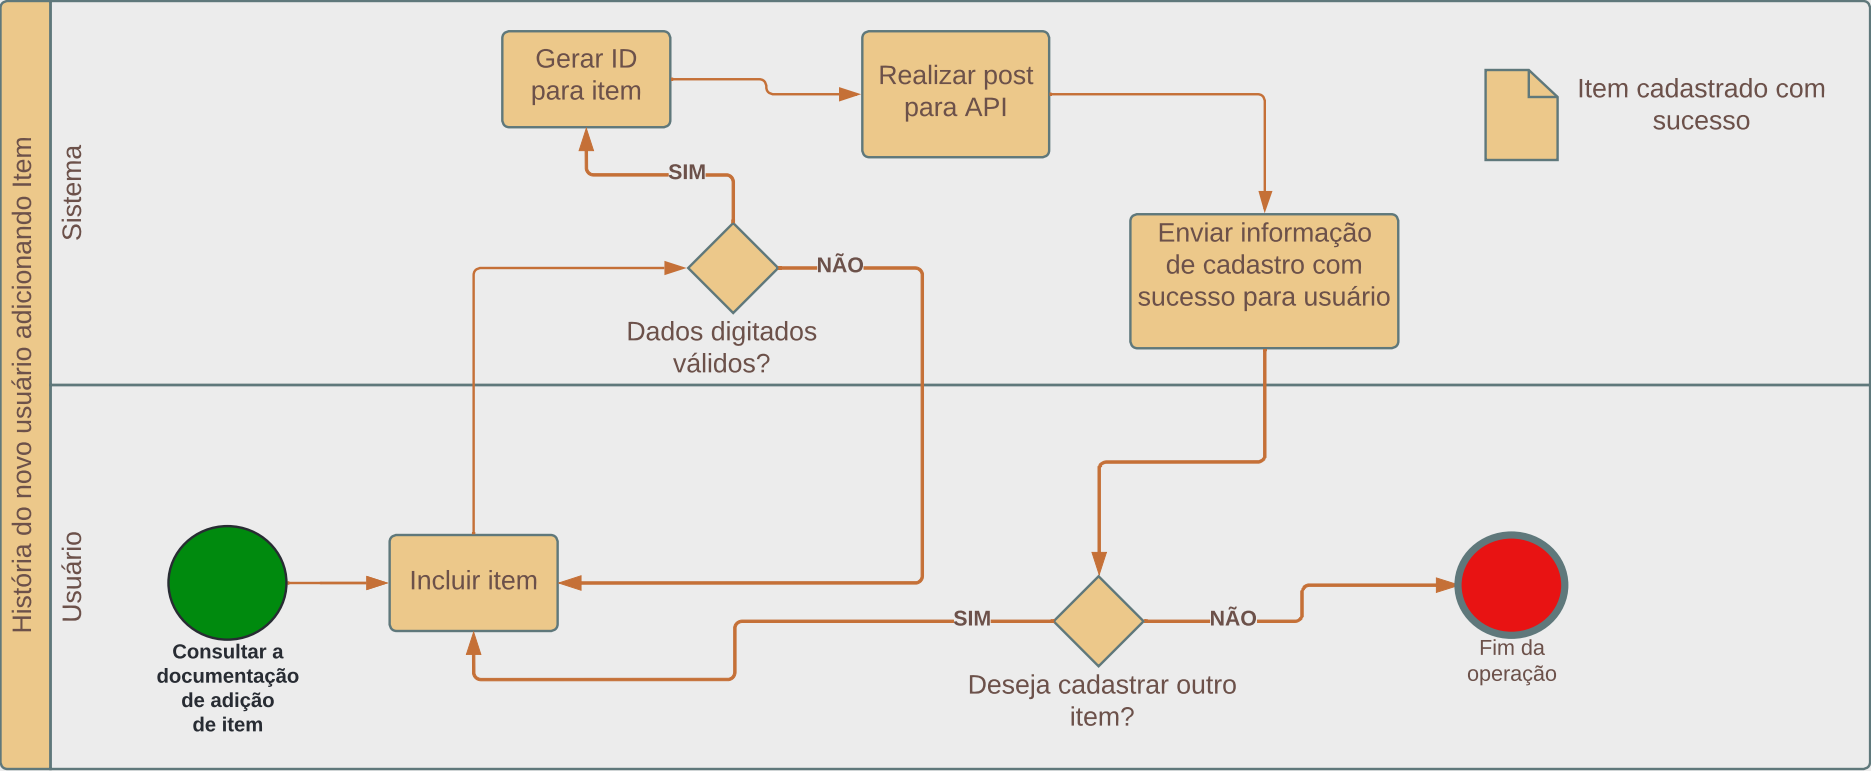 História do novo usuário adicionando Item
Sistema
Gerar ID
para item
Realizar post
para API
Item cadastrado com
sucesso
SIM
Enviar informação
de cadastro com
sucesso para usuário
NÃO
Dados digitados
válidos?
Usuário
Consultar a
documentação
de adição
de item
Incluir item
SIM
NÃO
Deseja cadastrar outro
item?
Fim da
operação